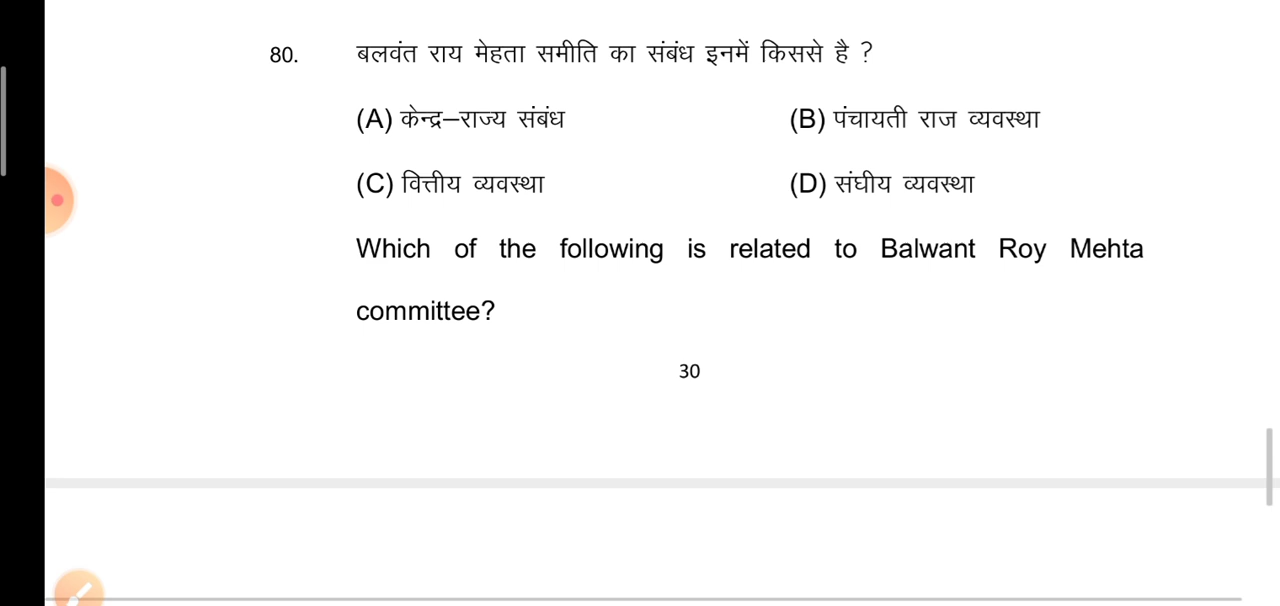 80. बलवंत राय मेहता समीति का संबंध इनमें किससे है ?
(A) केन्द्र–राज्य संबंध (B) पंचायती राज व्यवस्था
(C) वित्तीय व्यवस्था (D) संघीय व्यवस्था
Which of the following is related to Balwant Roy Mehta
committee?
30